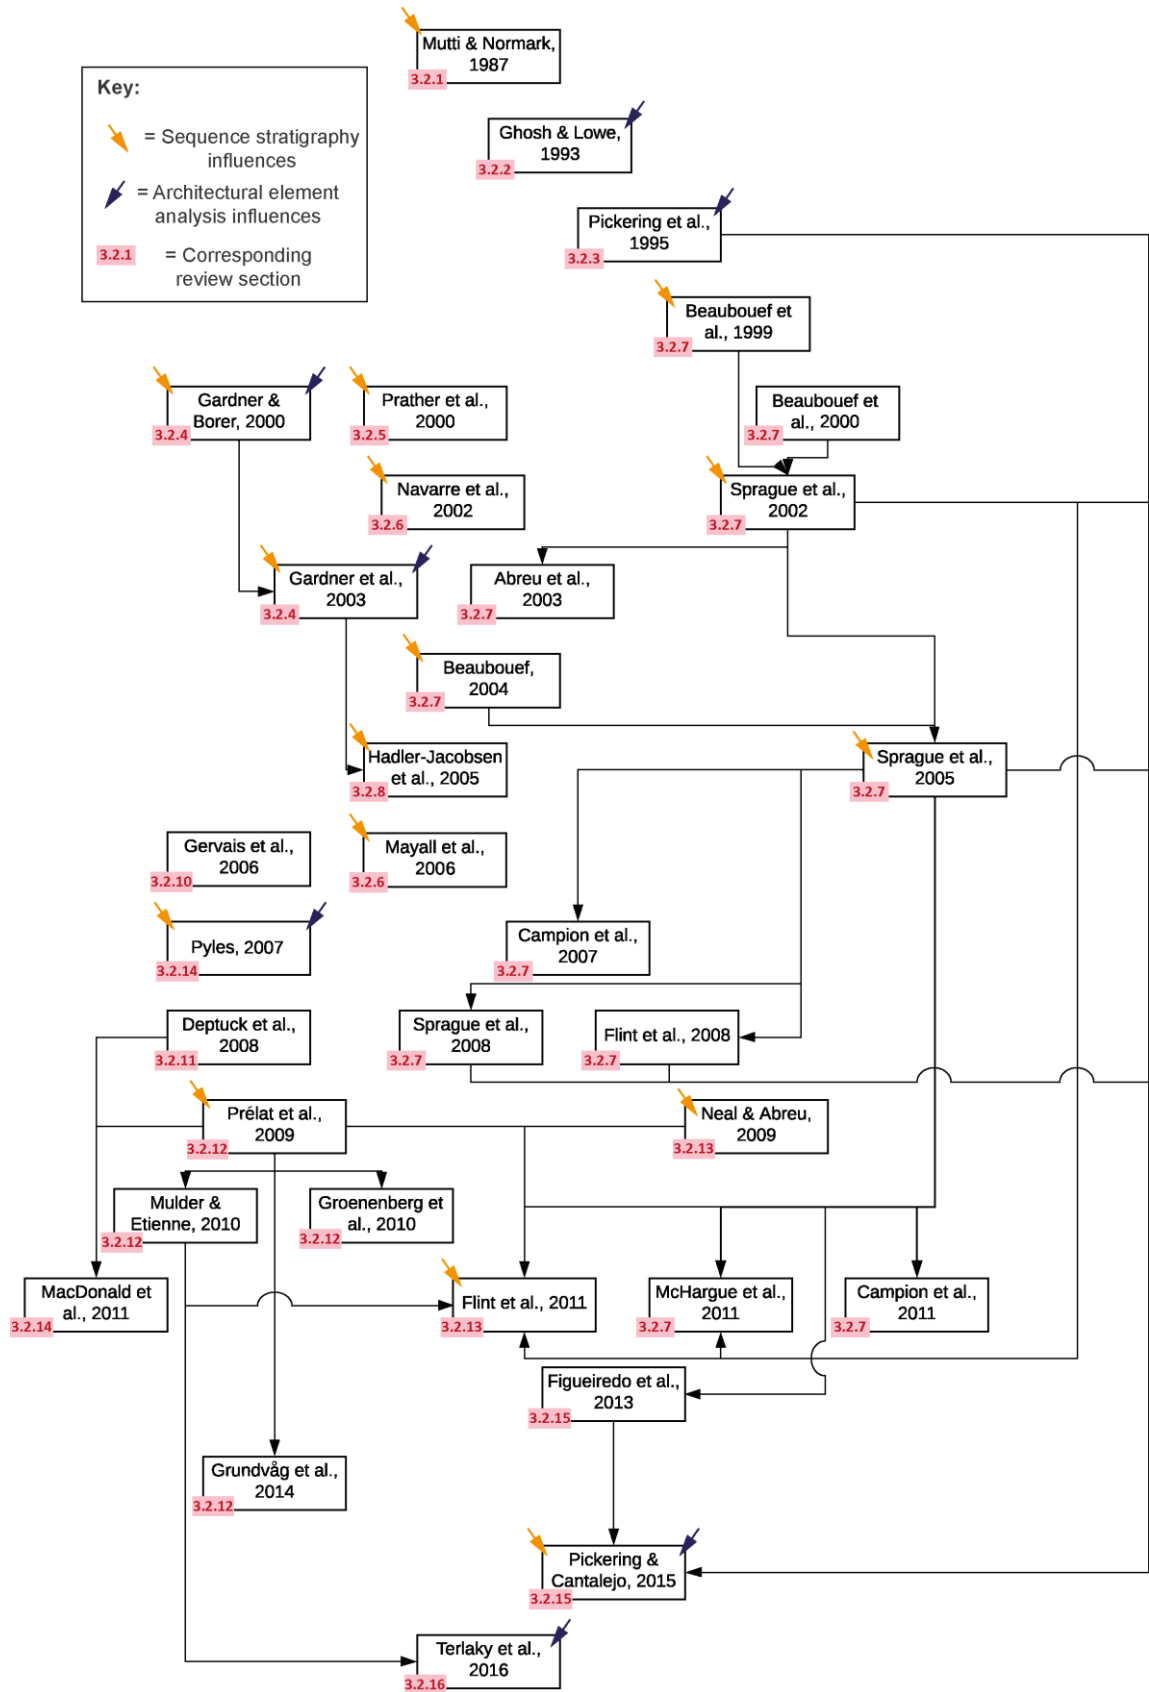 Mutti & Normark,
1987
3.2.1
Key:
= Sequence stratigraphy
influences
= Architectural element
analysis influences
3.2.1
= Corresponding
review section
Ghosh & Lowe,
1993
3.2.2
Pickering et al.,
1995
3.2.3
Beaubouef et
al., 1999
3.2.7
Gardner &
Borer, 2000
3.2.4
Prather et al.,
2000
3.2.5
Beaubouef et
al., 2000
3.2.7
Navarre et al.,
2002
3.2.6
Sprague et al.,
2002
3.2.7
Gardner et al.,
2003
3.2.4
Abreu et al.,
2003
3.2.7
Beaubouef,
2004
3.2.7
Hadler-Jacobsen
et al., 2005
3.2.8
Sprague et al.,
2005
3.2.7
Gervais et al.,
2006
3.2.10
Mayall et al.,
2006
3.2.6
Pyles, 2007
3.2.14
Campion et al.,
2007
3.2.7
Deptuck et al.,
2008
3.2.11
Sprague et al.,
2008
3.2.7
Flint et al., 2008
3.2.7
Prélat et al.,
2009
3.2.12
Neal & Abreu,
2009
3.2.13
Mulder &
Etienne, 2010
3.2.12
Groenenberg et
al., 2010
3.2.12
MacDonald et
al., 2011
3.2.14
Flint et al., 2011
3.2.13
McHargue et al.,
2011
3.2.7
Campion et al.,
2011
3.2.7
Figueiredo et al.,
2013
3.2.15
Grundvåg et al.,
2014
3.2.12
Pickering &
Cantalejo, 2015
3.2.15
Terlaky et al.,
2016
3.2.16